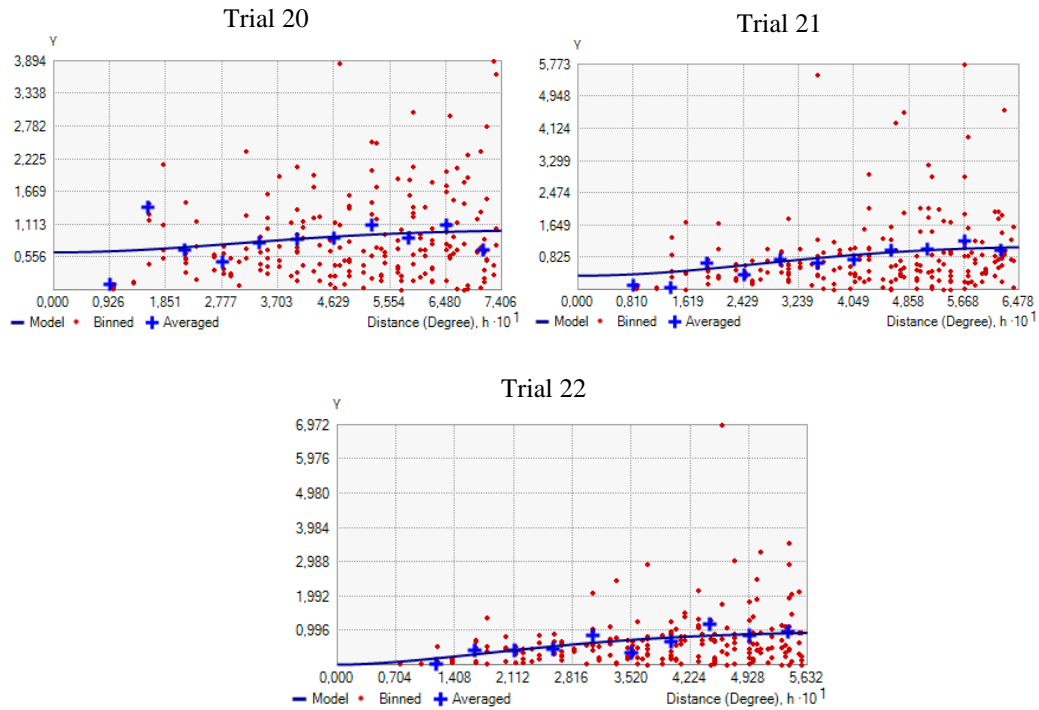 Trial 20
Y
3,894
3,338
2,782
2,225
1,669
1,113
0,556
0,000 0,926 1,851 2,777 3,703 4,629 5,554 6,480 7,406
Model Binned Averaged Distance (Degree), h ·10 1
Trial 21
Y
5,773
4,948
4,124
3,299
2,474
1,649
0,825
0,000 0,810 1,619 2,429 3,239 4,049 4,858 5,668 6,478
Model Binned Averaged Distance (Degree), h ·10 1
Trial 22
Y
6,972
5,976
4,980
3,984
2,988
1,992
0,996
0,000 0,704 1,408 2,112 2,816 3,520 4,224 4,928 5,632
Model Binned Averaged Distance (Degree), h ·10 1